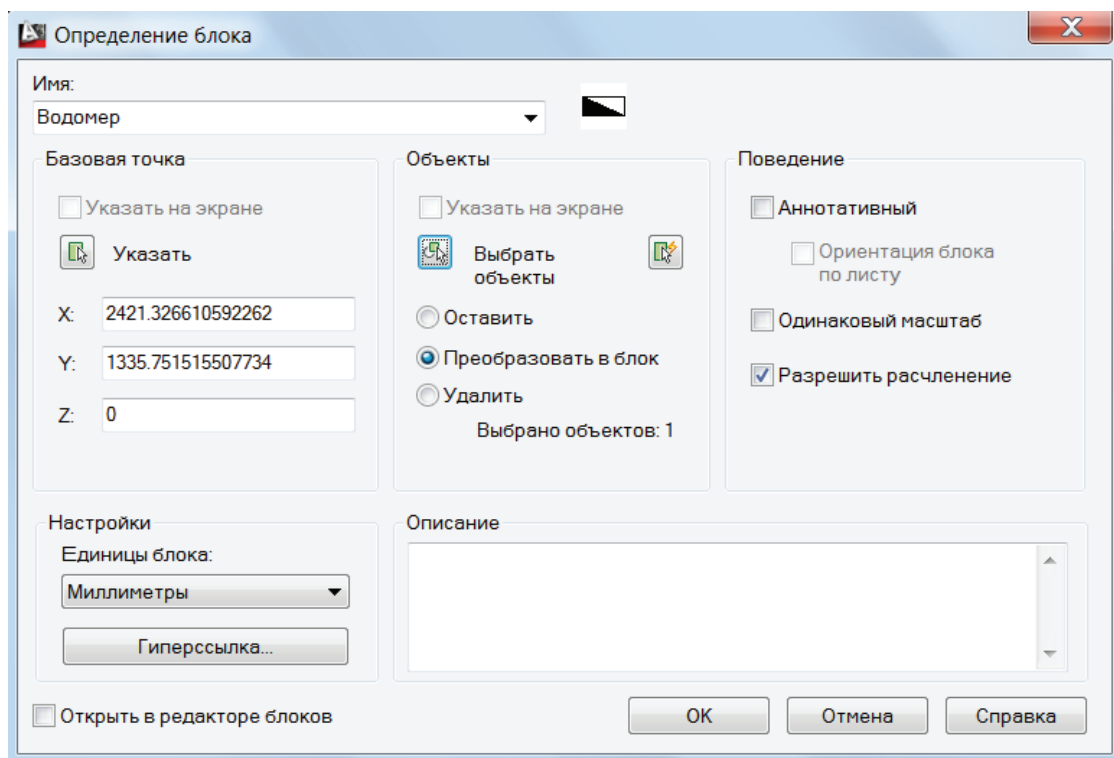 Определение блока
Имя:
Водомер
Базовая точка
Указать на экране
Указать
X: 2421.326610592262
Y: 1335.751515507734
Z: 0
Объекты
Указать на экране
Выбрать
объекты
Оставить
Преобразовать в блок
Удалить
Выбрано объектов: 1
Поведение
Аннотативный
Ориентация блока
по листу
Одинаковый масштаб
Разрешить расчленение
Настройки
Единицы блока:
Миллиметры
Гиперссылка...
Описание
Открыть в редакторе блоков
OK
Отмена
Справка